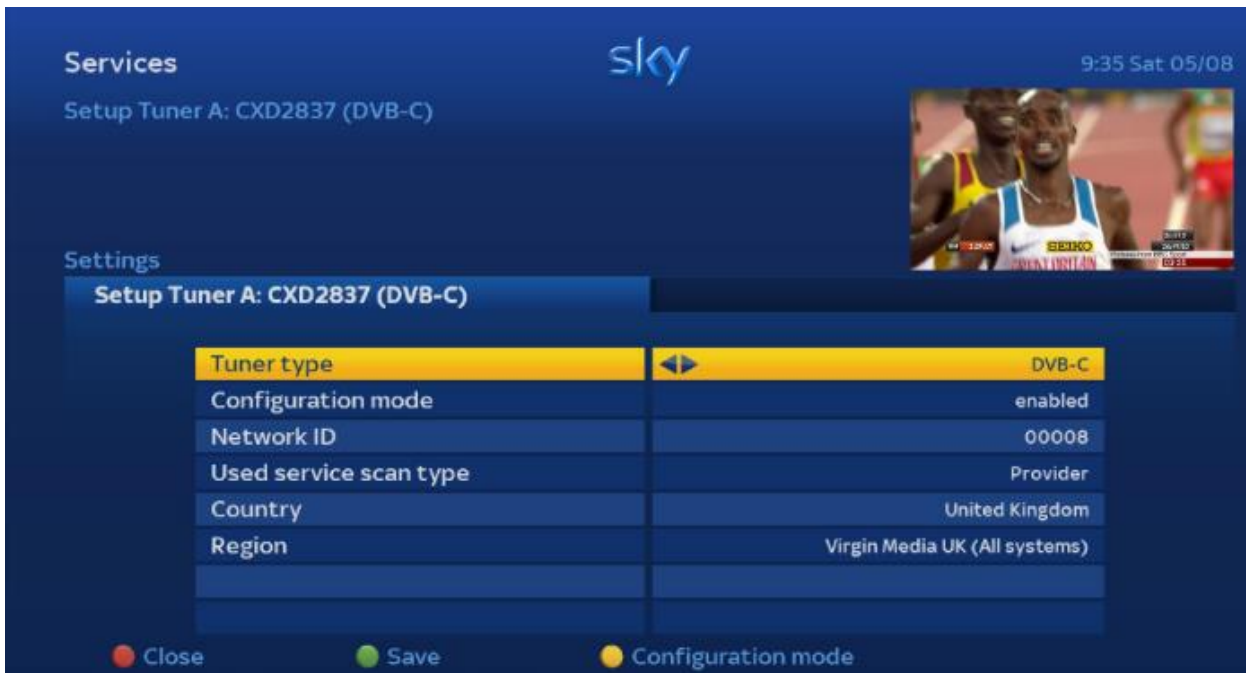 Services
sky
9:35 Sat 05/08
Setup Tuner A: CXD2837 (DVB-C)
SEIKO
Settings
Setup Tuner A: CXD2837 (DVB-C)
Tuner type DVB-C
Configuration mode enabled
Network ID 00008
Used service scan type Provider
Country United Kingdom
Region Virgin Media UK (All systems)
Close Save Configuration mode